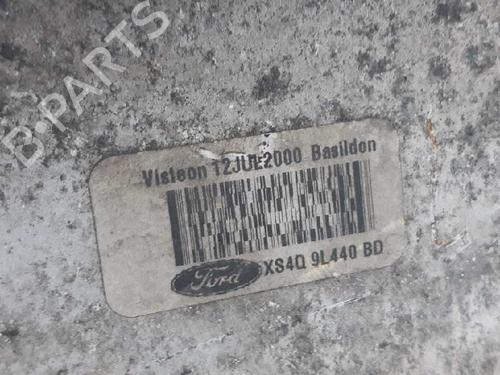 B-PARTS
Visteon 12JUL2000 Basildon
Ford
XS4Q 9L440 BD